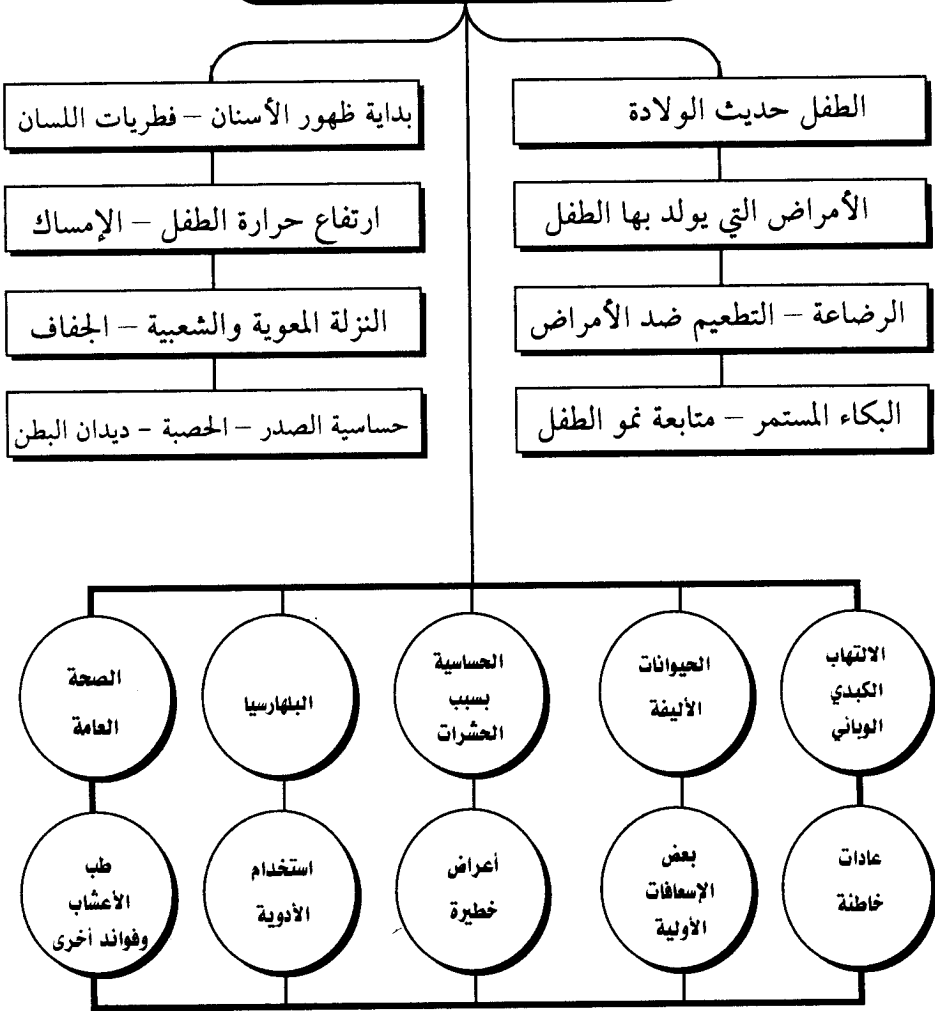 الطفل حديث الولادة
الأمراض التي يولد بها الطفل
الرضاعة – التطعيم ضد الأمراض
البكاء المستمر – متابعة نمو الطفل
بداية ظهور الأسنان – فطريات اللسان
ارتفاع حرارة الطفل – الإمساك
النزلة المعوية والشعبية – الجفاف
حساسية الصدر – الحصبة – ديدان البطن
الالتهاب
الكبدي
الوبائي
الحيوانات
الأليفة
الحساسية
بسبب
الحشرات
البلهارسيا
الصحة
العامة
عادات
خاطئة
بعض
الإسعافات
الأولية
أعراض
خطيرة
استخدام
الأدوية
طب
الأعشاب
وفوائد أخرى